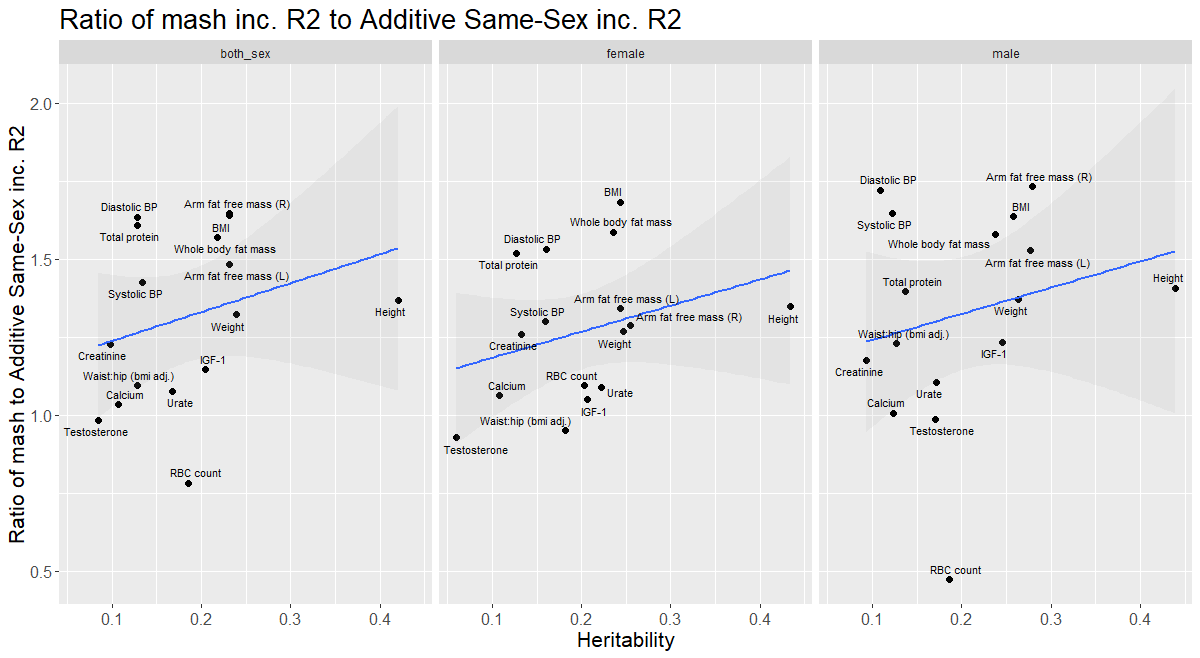 Ratio of mash inc. R2 to Additive Same-Sex inc. R2
both_sex
female
male
Ratio of mash to Additive Same-Sex inc. R2
2.0
1.5
1.0
0.5
Diastolic BP
Total protein
Arm fat free mass (R)
BMI
Whole body fat mass
Arm fat free mass (L)
Systolic BP
Height
Weight
Creatinine
IGF-1
Waist:hip (bmi adj.)
Calcium
Urate
Testosterone
RBC count
BMI
Whole body fat mass
Diastolic BP
Total protein
Arm fat free mass (L)
Systolic BP
Arm fat free mass (R)
Height
Creatinine
Weight
RBC count
Calcium
Urate
IGF-1
Waist:hip (bmi adj.)
Testosterone
Arm fat free mass (R)
Diastolic BP
BMI
Systolic BP
Whole body fat mass
Arm fat free mass (L)
Total protein
Height
Weight
Waist:hip (bmi adj.)
IGF-1
Creatinine
Urate
Calcium
Testosterone
RBC count
0.1 0.2 0.3 0.4
0.1 0.2 0.3 0.4
0.1 0.2 0.3 0.4
Heritability